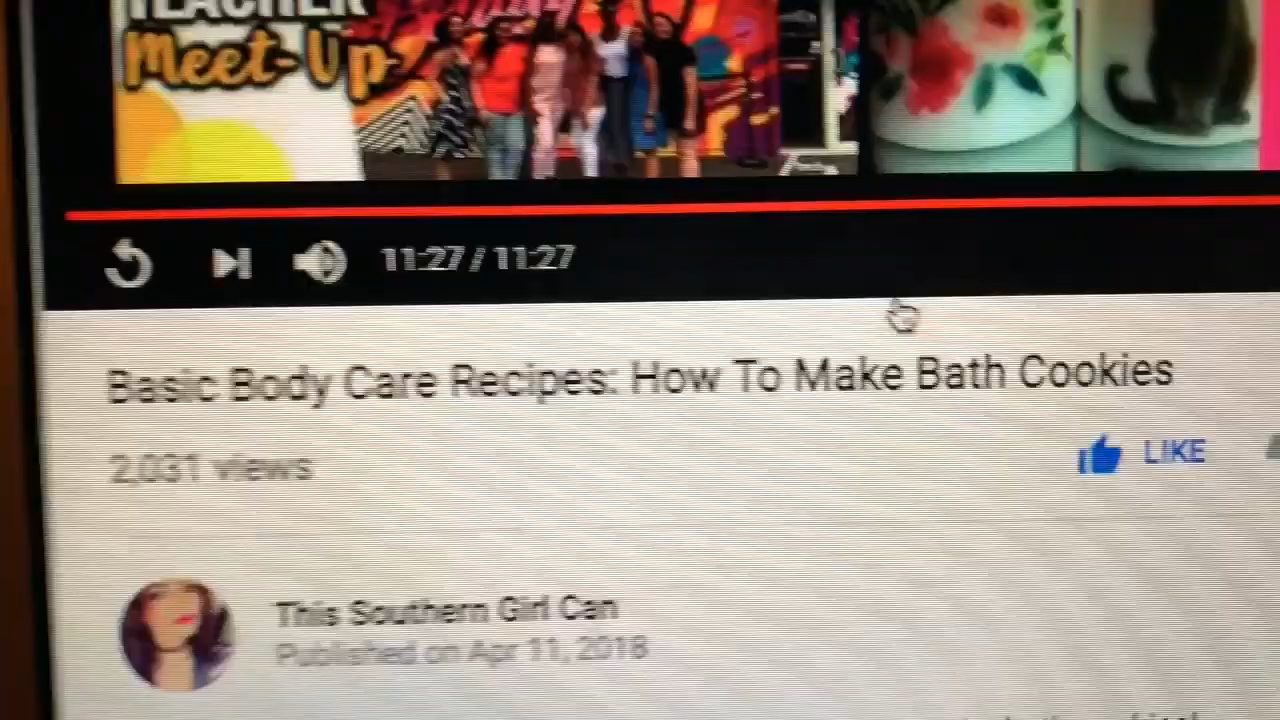 TEACHER
Meet-Up
11:27 / 11:27
Basic Body Care Recipes: How To Make Bath Cookies
2,031 views
LIKE
This Southern Girl Can
Published on Apr 11, 2018